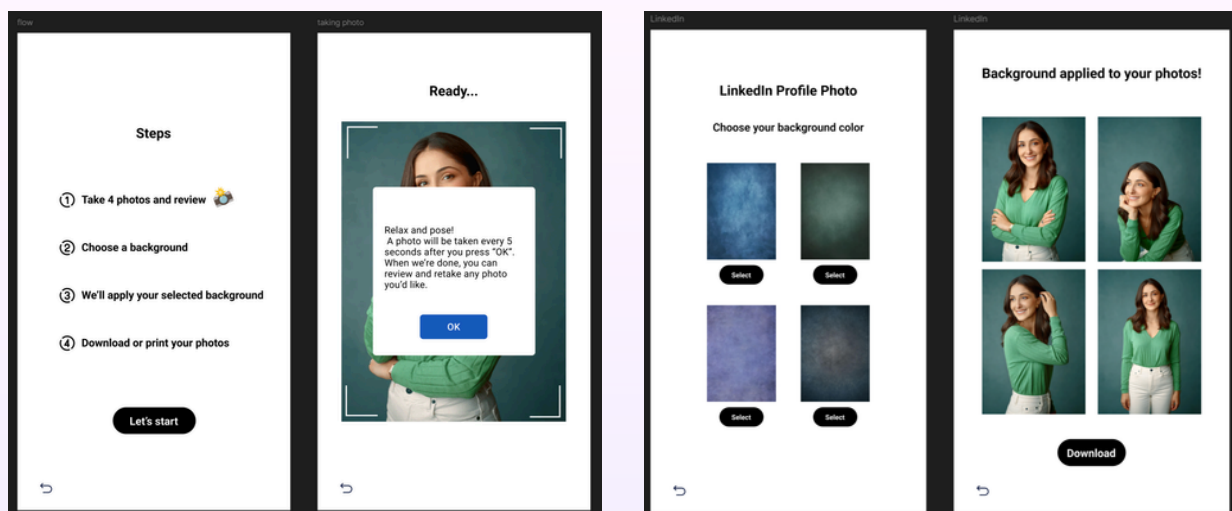 flow
Steps
1 Take 4 photos and review
2 Choose a background
3 We'll apply your selected background
4 Download or print your photos
Let's start
taking photo
Ready...
Relax and pose!
A photo will be taken every 5
seconds after you press "OK".
When we're done, you can
review and retake any photo
you'd like.
OK
LinkedIn
LinkedIn Profile Photo
Choose your background color
Select
Select
Select
Select
LinkedIn
Background applied to your photos!
Download